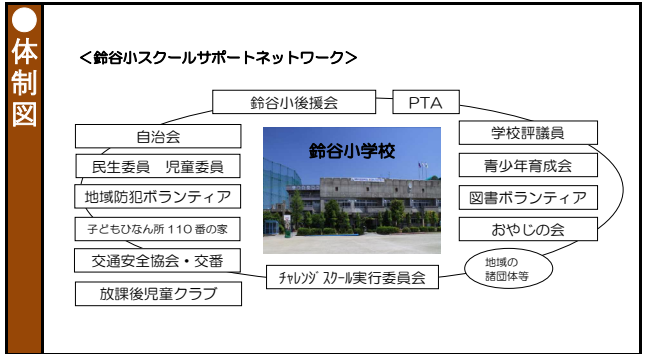 ●体制図
＜鈴谷小スクールサポートネットワーク＞
鈴谷小後援会
PTA
自治会
民生委員　児童委員
地域防犯ボランティア
子どもひなん所110番の家
交通安全協会・交番
放課後児童クラブ
鈴谷小学校
学校評議員
青少年育成会
図書ボランティア
おやじの会
地域の
諸団体等
ﾁｬﾚﾝｼﾞｽｸｰﾙ実行委員会